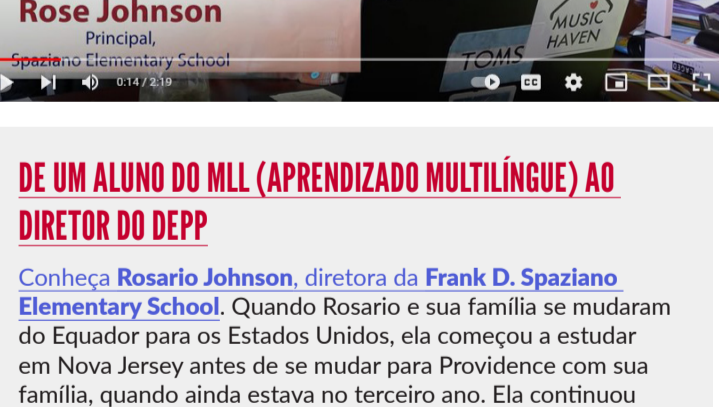 Rose Johnson
Principal,
Spaziano Elementary School
MUSIC
HAVEN
TOMS
0:14 / 2:19
CC
DE UM ALUNO DO MLL (APRENDIZADO MULTILÍNGUE) AO
DIRETOR DO DEPP
Conheça Rosario Johnson, diretora da Frank D. Spaziano
Elementary School. Quando Rosario e sua família se mudaram
do Equador para os Estados Unidos, ela começou a estudar
em Nova Jersey antes de se mudar para Providence com sua
família, quando ainda estava no terceiro ano. Ela continuou